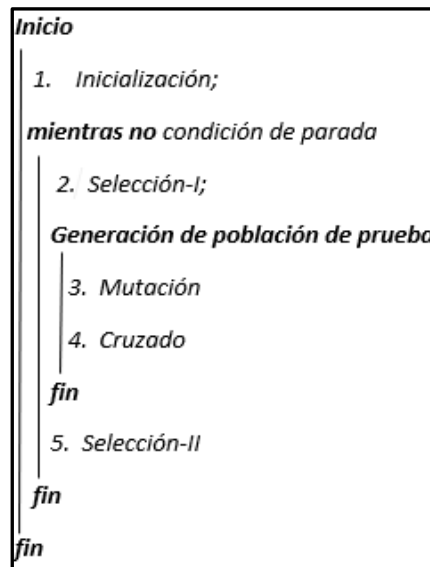 Inicio
1. Inicialización;
mientras no condición de parada
2. Selección-I;
Generación de población de prueba
3. Mutación
4. Cruzado
fin
5. Selección-II
fin
fin